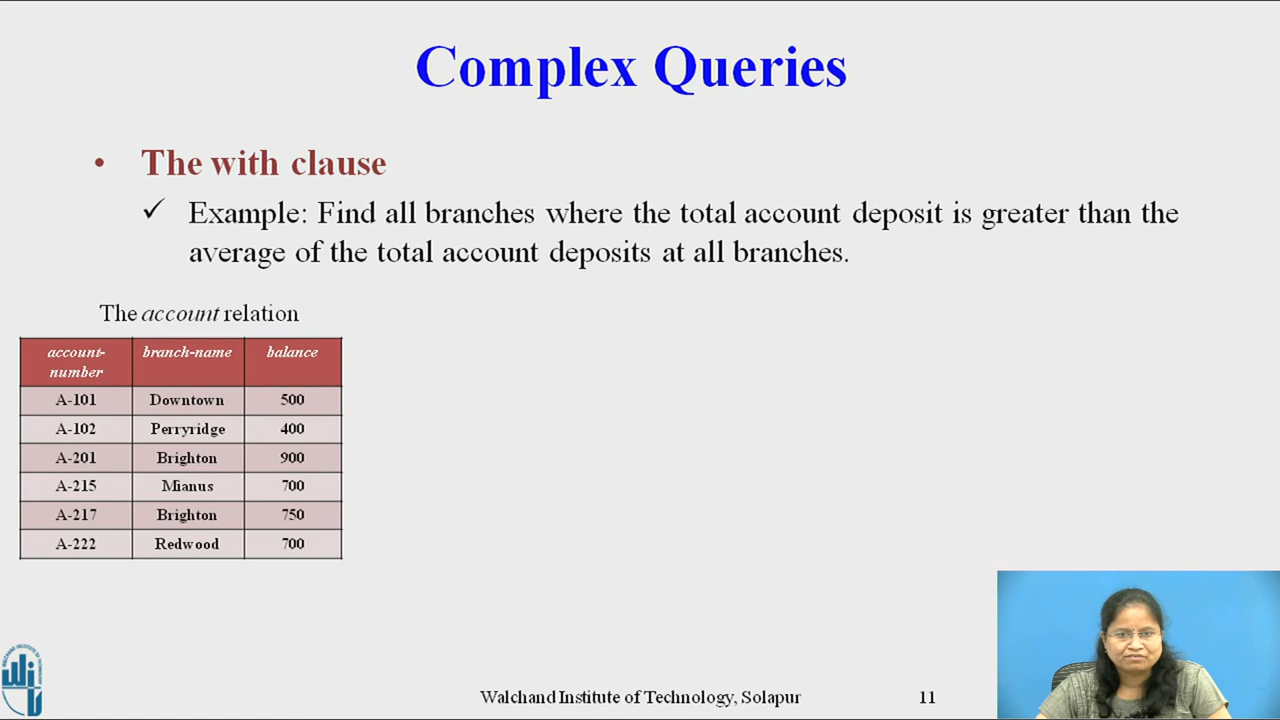 Complex Queries
• The with clause
✓ Example: Find all branches where the total account deposit is greater than the
average of the total account deposits at all branches.
The account relation
account-number branch-name balance
A-101 Downtown 500
A-102 Perryridge 400
A-201 Brighton 900
A-215 Mianus 700
A-217 Brighton 750
A-222 Redwood 700
Walchand Institute of Technology, Solapur 11